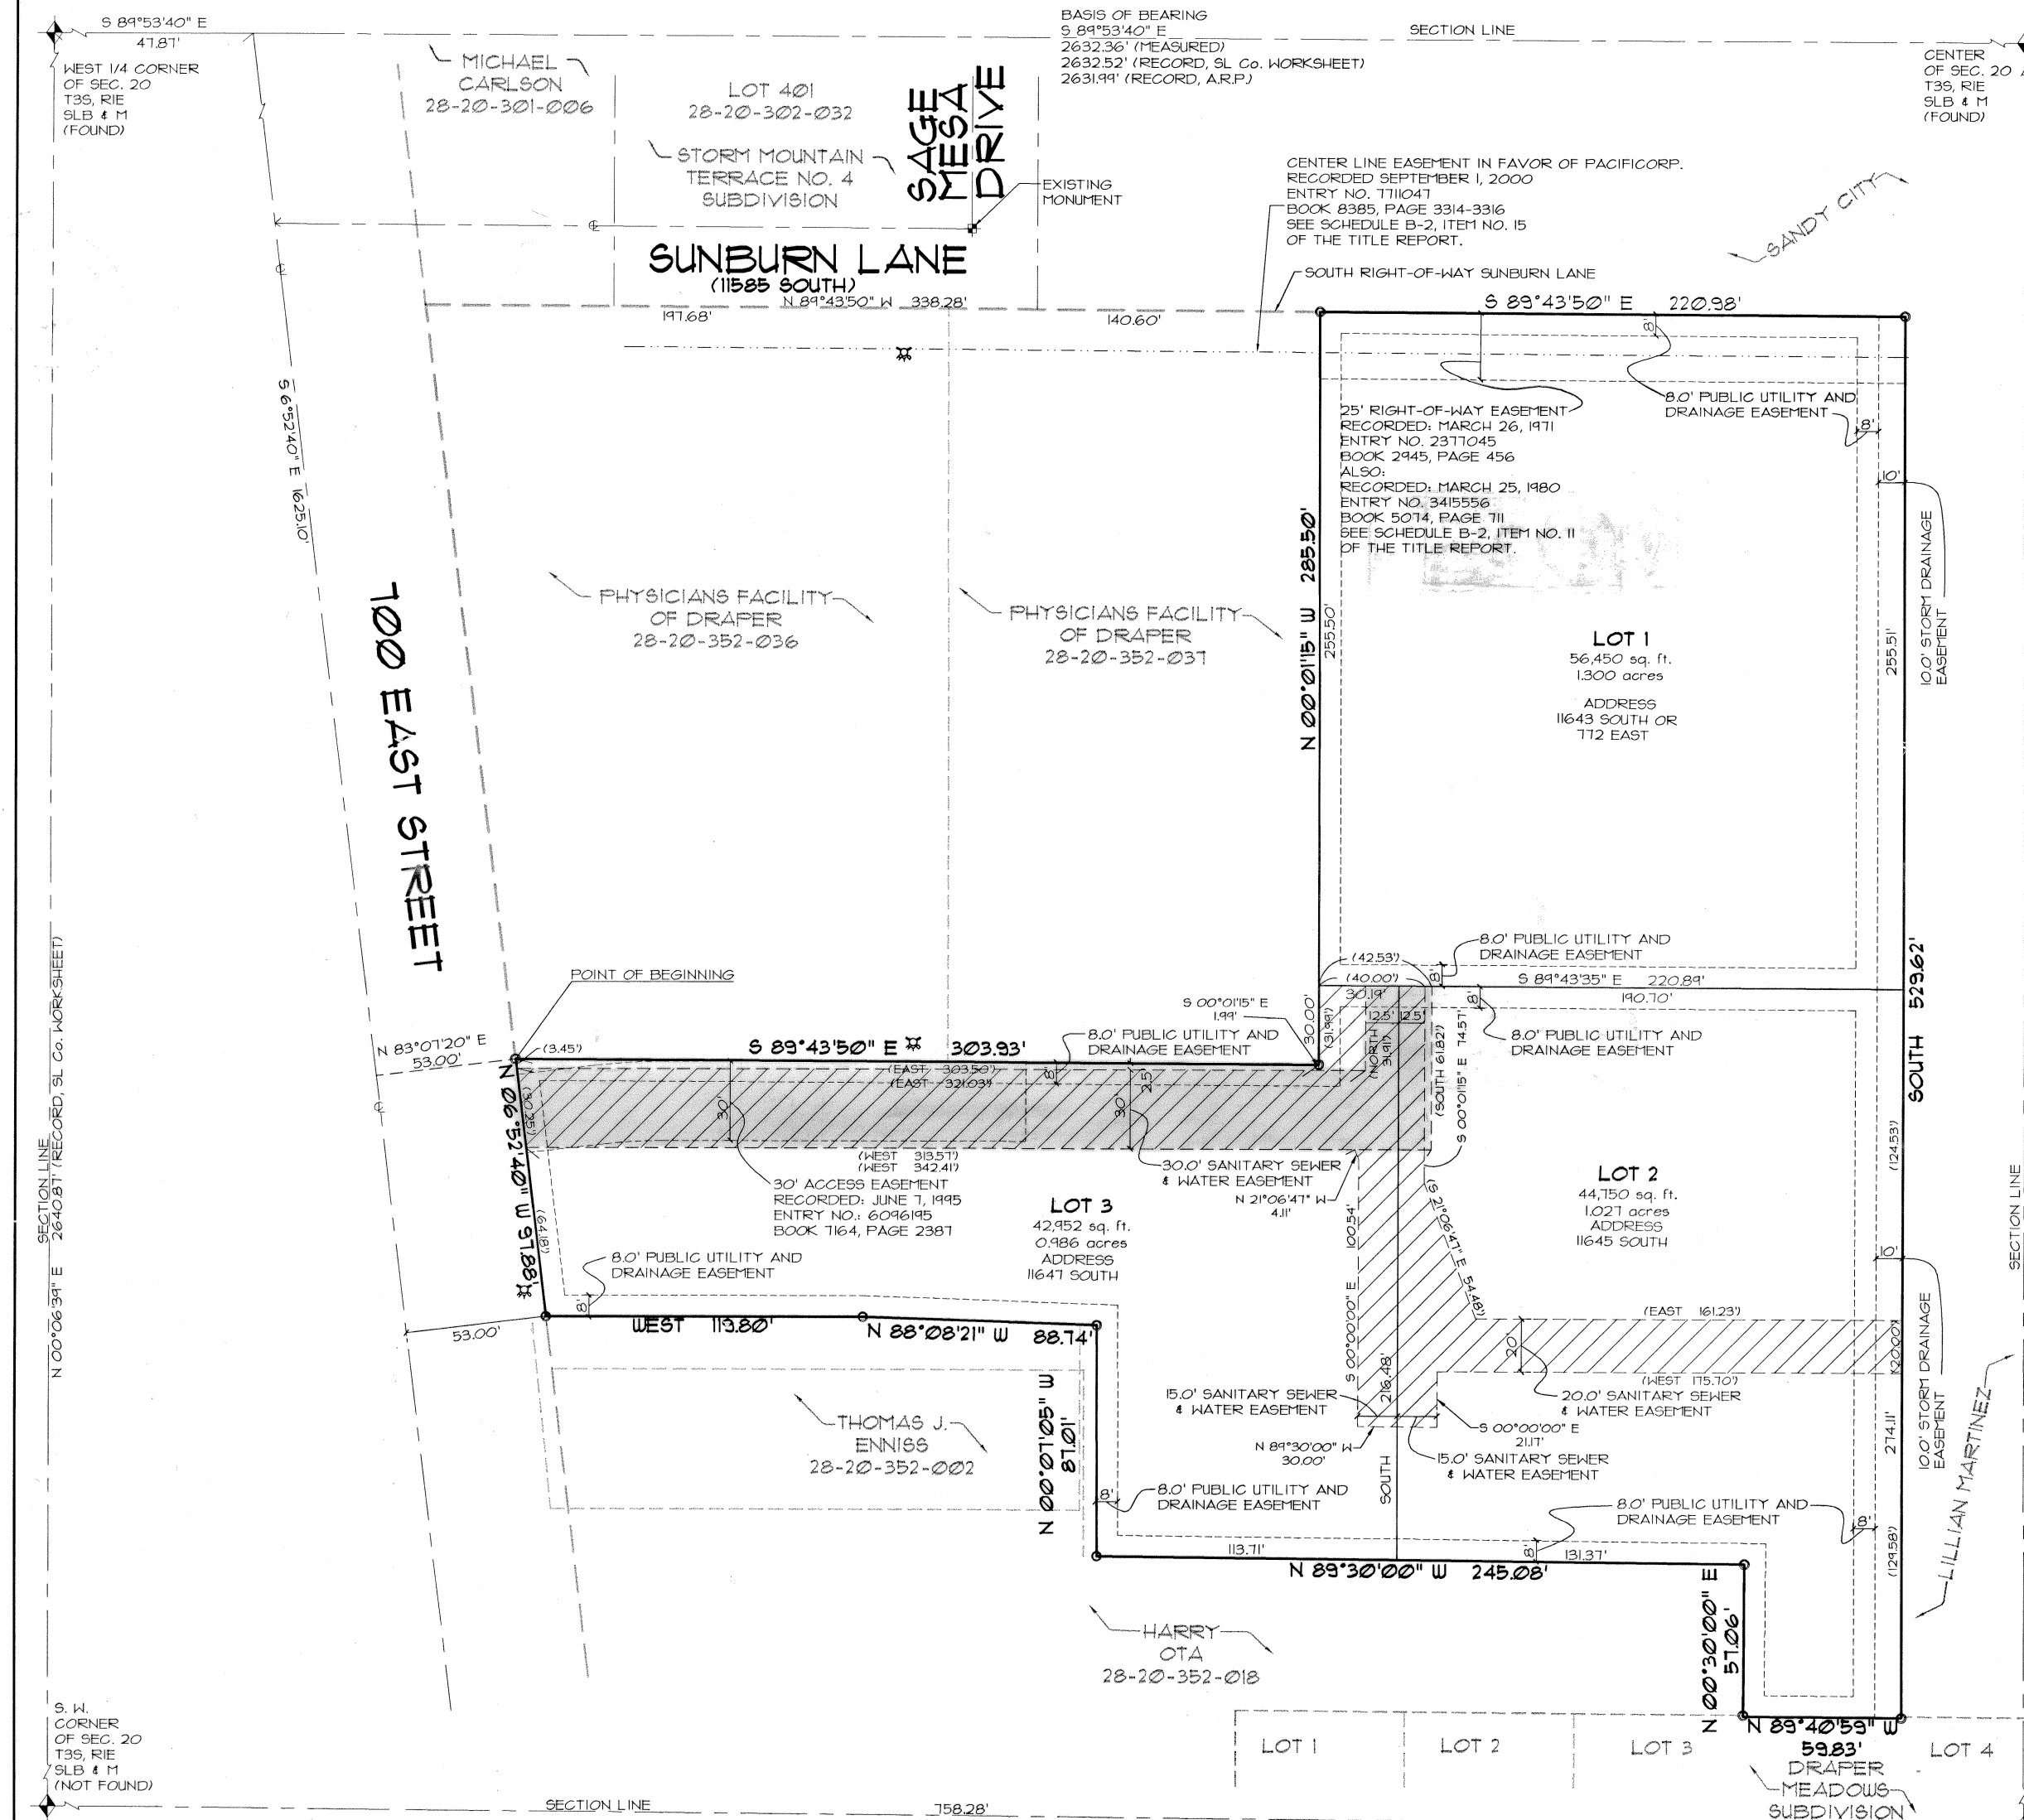 S 89°53'40" E
47.87'
WEST 1/4 CORNER
OF SEC. 20
T3S, R1E
SLB & M
(FOUND)
MICHAEL
CARLSON
28-20-301-006
LOT 401
28-20-302-032
STORM MOUNTAIN
TERRACE NO. 4
SUBDIVISION
SAGE
MESA
DRIVE
EXISTING
MONUMENT
BASIS OF BEARING
S 89°53'40" E
2632.36' (MEASURED)
2632.52' (RECORD, SL Co. WORKSHEET)
2631.99' (RECORD, A.R.P.)
SECTION LINE
CENTER
OF SEC. 20
T3S, R1E
SLB & M
(FOUND)
CENTER LINE EASEMENT IN FAVOR OF PACIFICORP.
RECORDED SEPTEMBER 1, 2000
ENTRY NO. 7711047
BOOK 8385, PAGE 3314-3316
SEE SCHEDULE B-2, ITEM NO. 15
OF THE TITLE REPORT.
SANDY CITY
SUNBURN LANE
(11585 SOUTH)
N 89°43'50" W 338.28'
197.68'
140.60'
SOUTH RIGHT-OF-WAY SUNBURN LANE
S 89°43'50" E 220.98'
8'
25' RIGHT-OF-WAY EASEMENT
RECORDED: MARCH 26, 1971
ENTRY NO. 2377045
BOOK 2945, PAGE 456
ALSO:
RECORDED: MARCH 25, 1980
ENTRY NO. 3415556
BOOK 5074, PAGE 711
SEE SCHEDULE B-2, ITEM NO. 11
OF THE TITLE REPORT.
8.0' PUBLIC UTILITY AND
DRAINAGE EASEMENT
8'
10'
10.0' STORM DRAINAGE
EASEMENT
S 6°52'40" E 1625.10'
700 EAST STREET
PHYSICIANS FACILITY
OF DRAPER
28-20-352-036
PHYSICIANS FACILITY
OF DRAPER
28-20-352-037
N 00°01'15" W 285.50'
255.50'
LOT 1
56,450 sq. ft.
1.300 acres
ADDRESS
11643 SOUTH OR
772 EAST
255.51'
SOUTH 529.62'
SECTION LINE
N 00°06'39" E 2640.87' (RECORD, SL Co. WORKSHEET)
POINT OF BEGINNING
8.0' PUBLIC UTILITY AND
DRAINAGE EASEMENT
(42.53')
(40.00')
8'
S 89°43'35" E 220.89'
30.19'
190.70'
8'
S 00°01'15" E
1.99'
30.00'
(31.99')
12.5' 12.5'
(NORTH
31.91')
(SOUTH 61.82')
S 00°01'15" E 74.57'
8.0' PUBLIC UTILITY AND
DRAINAGE EASEMENT
N 83°07'20" E
53.00'
(3.45')
S 89°43'50" E 303.93'
8.0' PUBLIC UTILITY AND
DRAINAGE EASEMENT
(EAST 303.50')
(EAST 321.03')
8'
2.5'
30'
30'
(30.25')
N 06°52'40" W 97.88'
(64.18')
(WEST 313.57')
(WEST 342.41')
30' ACCESS EASEMENT
RECORDED: JUNE 7, 1995
ENTRY NO.: 6096195
BOOK 7164, PAGE 2387
30.0' SANITARY SEWER
& WATER EASEMENT
N 21°06'47" W
4.11'
LOT 3
42,952 sq. ft.
0.986 acres
ADDRESS
11647 SOUTH
LOT 2
44,750 sq. ft.
1.027 acres
ADDRESS
11645 SOUTH
(124.53')
10'
SECTION LINE
(S 21°06'47" E 54.48')
S 00°00'00" E 100.54'
8.0' PUBLIC UTILITY AND
DRAINAGE EASEMENT
8'
53.00'
WEST 119.80'
N 88°08'21" W 88.74'
(EAST 161.23')
20'
(20.00')
(WEST 175.70')
10.0' STORM DRAINAGE
EASEMENT
216.48'
SOUTH
15.0' SANITARY SEWER
& WATER EASEMENT
20.0' SANITARY SEWER
& WATER EASEMENT
S 00°00'00" E
21.17'
N 89°30'00" W
30.00'
15.0' SANITARY SEWER
& WATER EASEMENT
274.11'
LILLIAN MARTINEZ
THOMAS J.
ENNISS
28-20-352-002
N 00°07'05" W
87.01'
8'
8.0' PUBLIC UTILITY AND
DRAINAGE EASEMENT
8.0' PUBLIC UTILITY AND
DRAINAGE EASEMENT
8'
(129.58')
113.71'
8'
131.37'
N 89°30'00" W 245.08'
N 00°30'00" E
57.06'
HARRY
OTA
28-20-352-018
S. W.
CORNER
OF SEC. 20
T3S, R1E
SLB & M
(NOT FOUND)
LOT 1
LOT 2
LOT 3
N 89°40'59" W
59.83'
LOT 4
DRAPER
MEADOWS
SUBDIVISION
SECTION LINE
758.28'